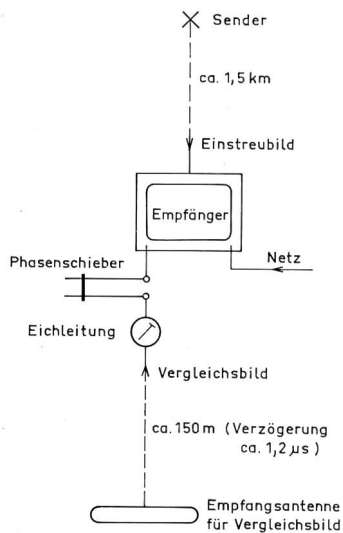 Sender
ca. 1,5 km
Einstreubild
Empfänger
Phasenschieber
Netz
Eichleitung
Vergleichsbild
ca. 150 m (Verzögerung
ca. 1,2 µs)
Empfangsantenne
für Vergleichsbild